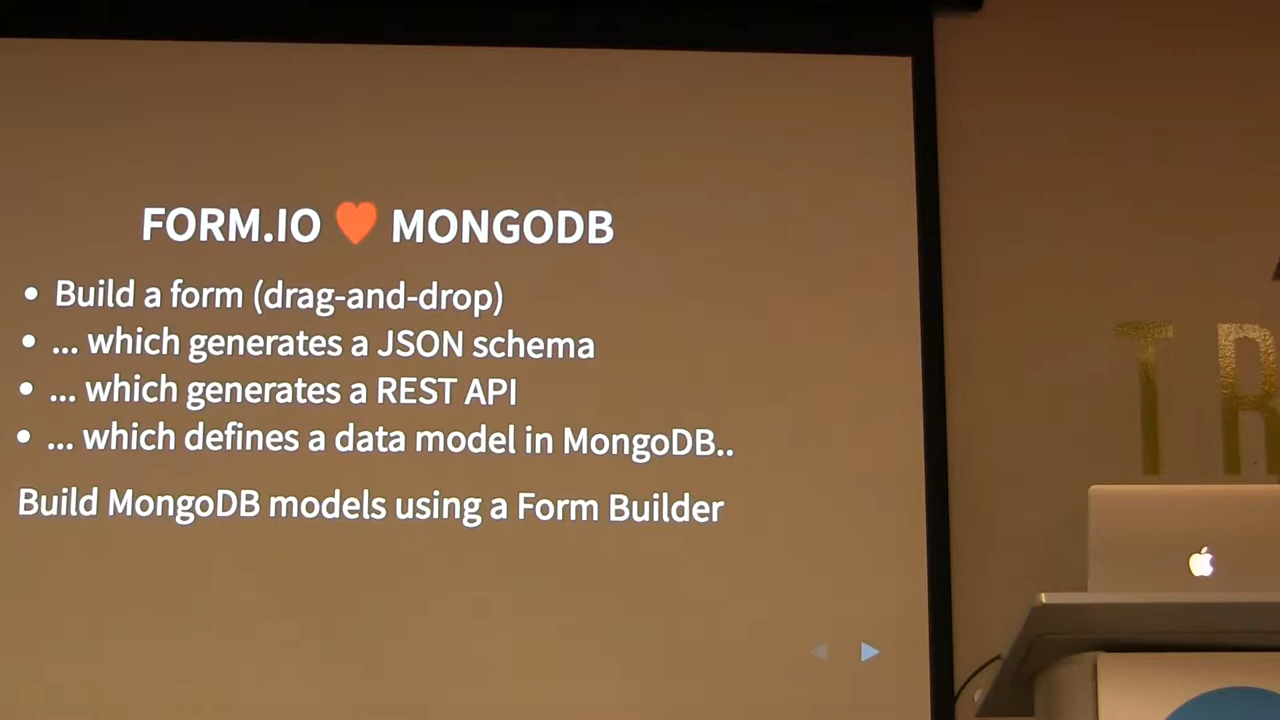 FORM.IO ♥ MONGODB
• Build a form (drag-and-drop)
• ... which generates a JSON schema
• ... which generates a REST API
• ... which defines a data model in MongoDB..
Build MongoDB models using a Form Builder
T R